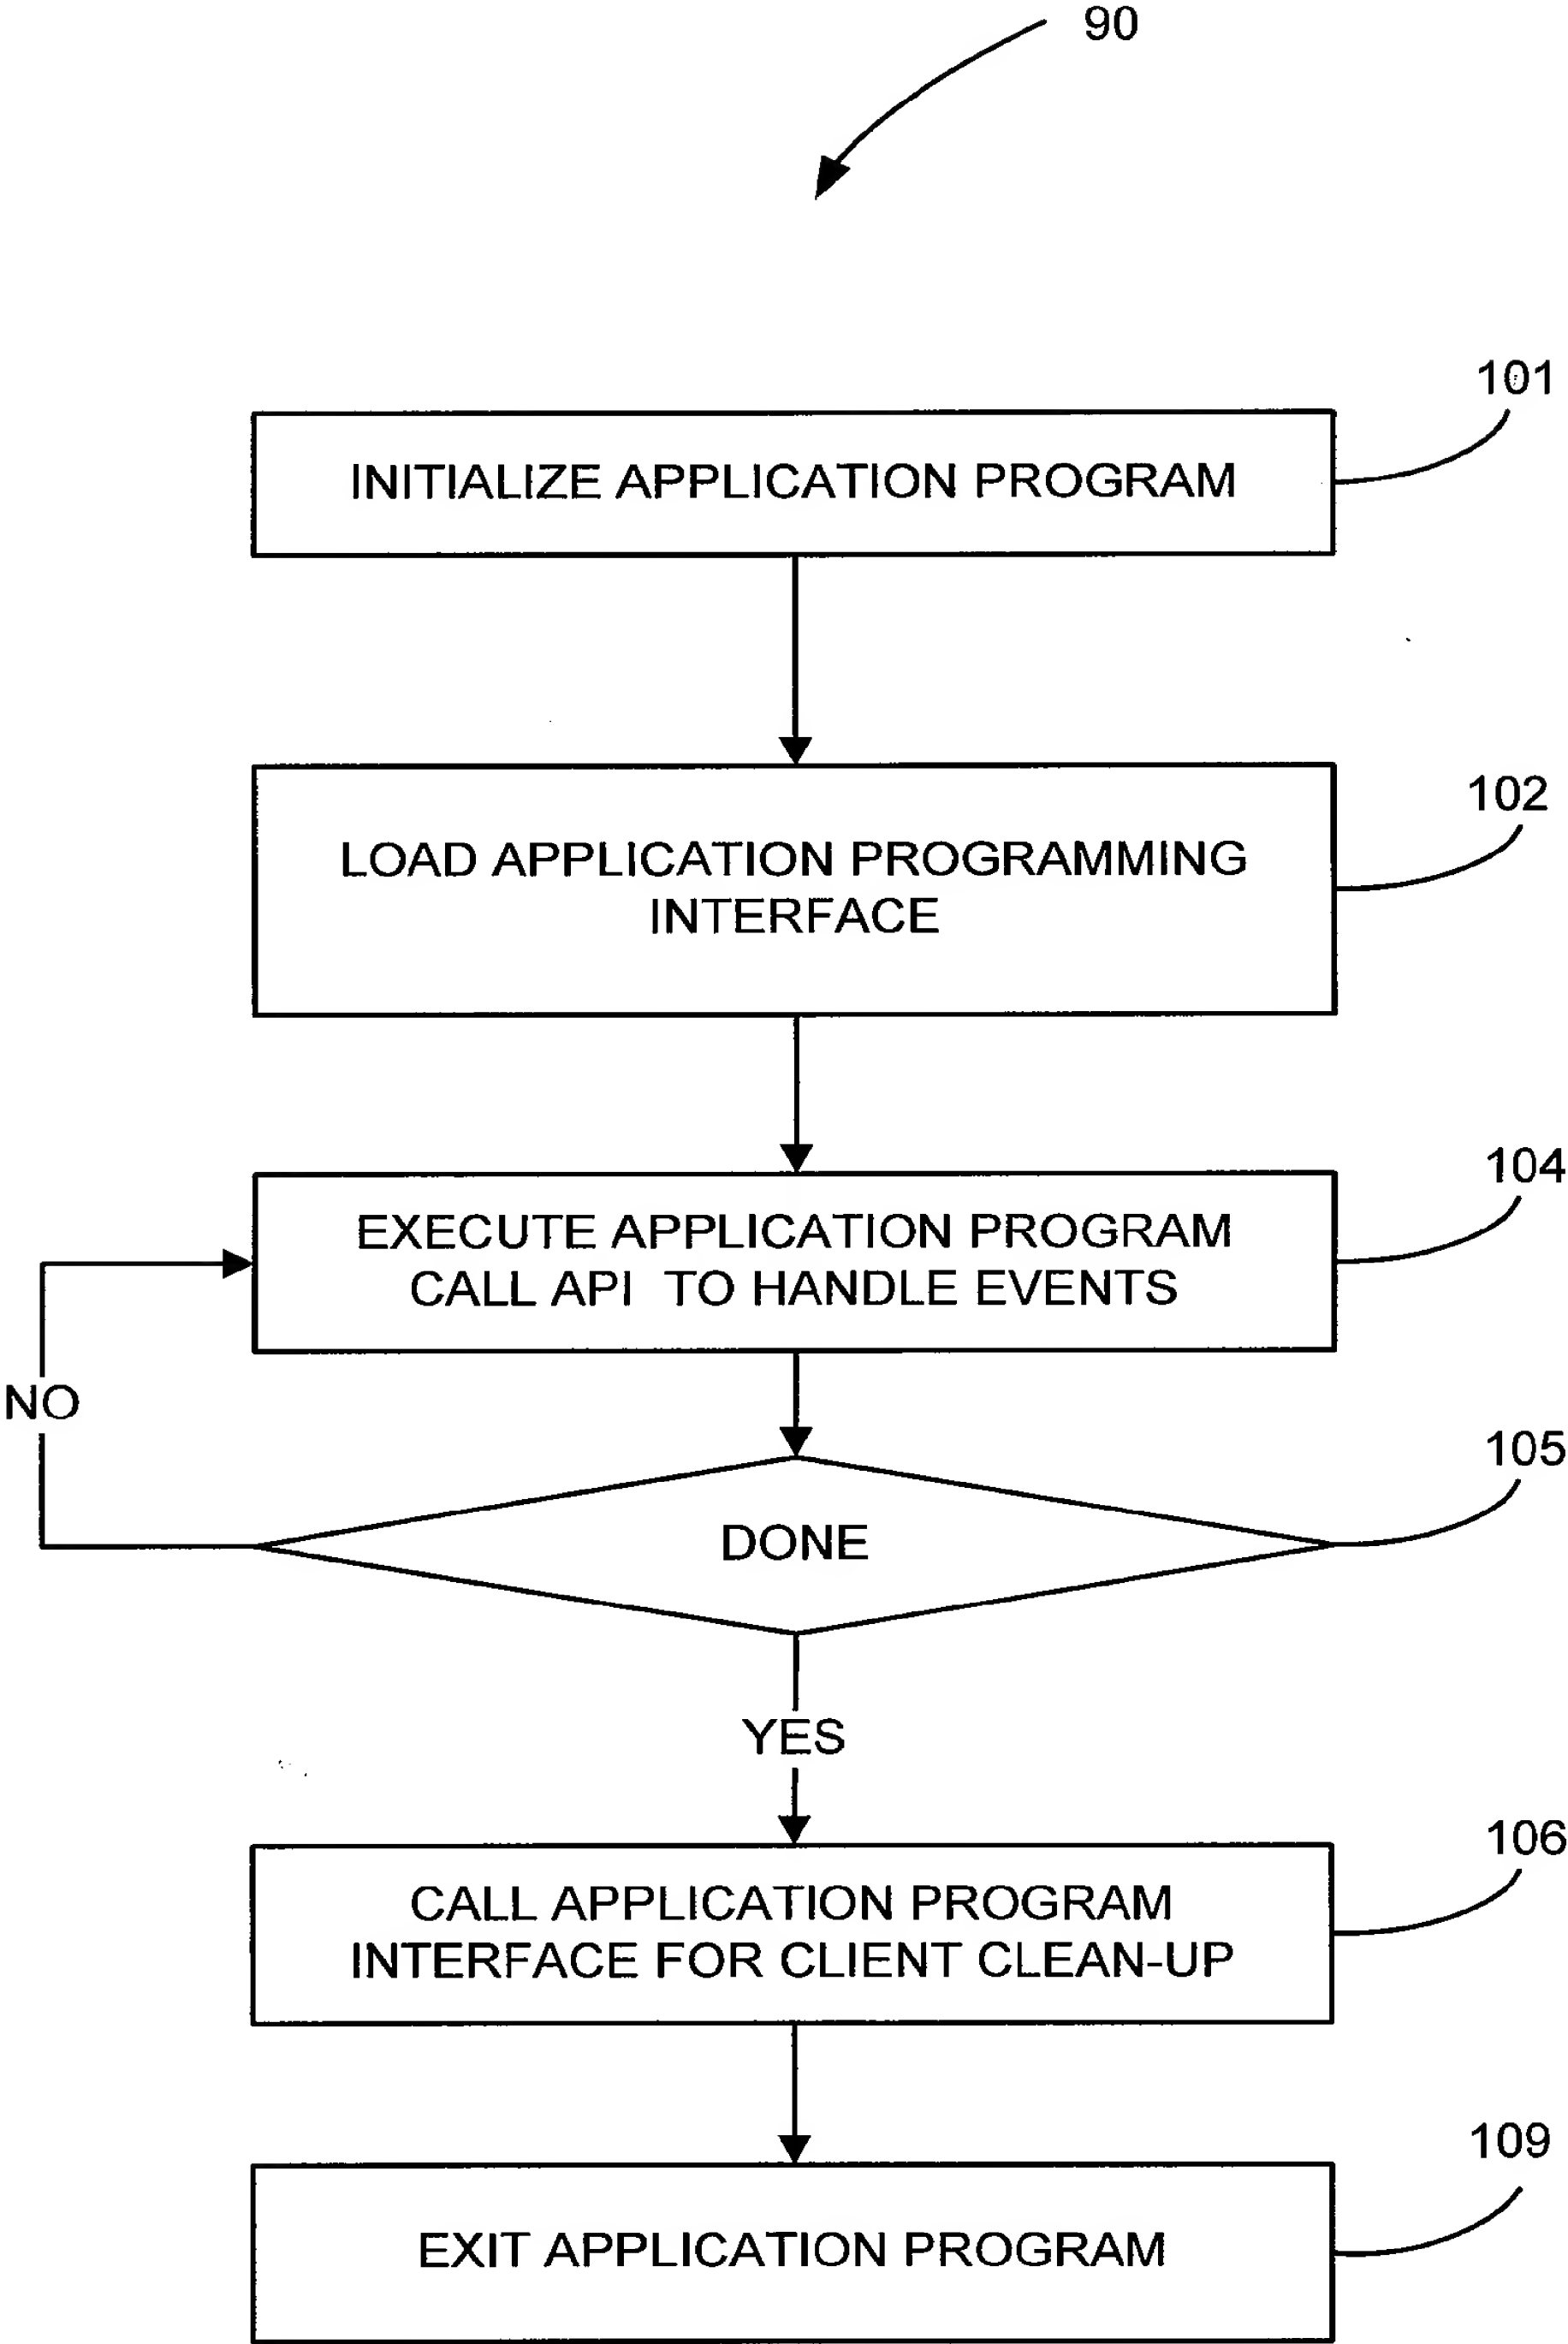 90
101
INITIALIZE APPLICATION PROGRAM
102
LOAD APPLICATION PROGRAMMING
INTERFACE
104
EXECUTE APPLICATION PROGRAM
CALL API TO HANDLE EVENTS
NO
105
DONE
YES
106
CALL APPLICATION PROGRAM
INTERFACE FOR CLIENT CLEAN-UP
109
EXIT APPLICATION PROGRAM